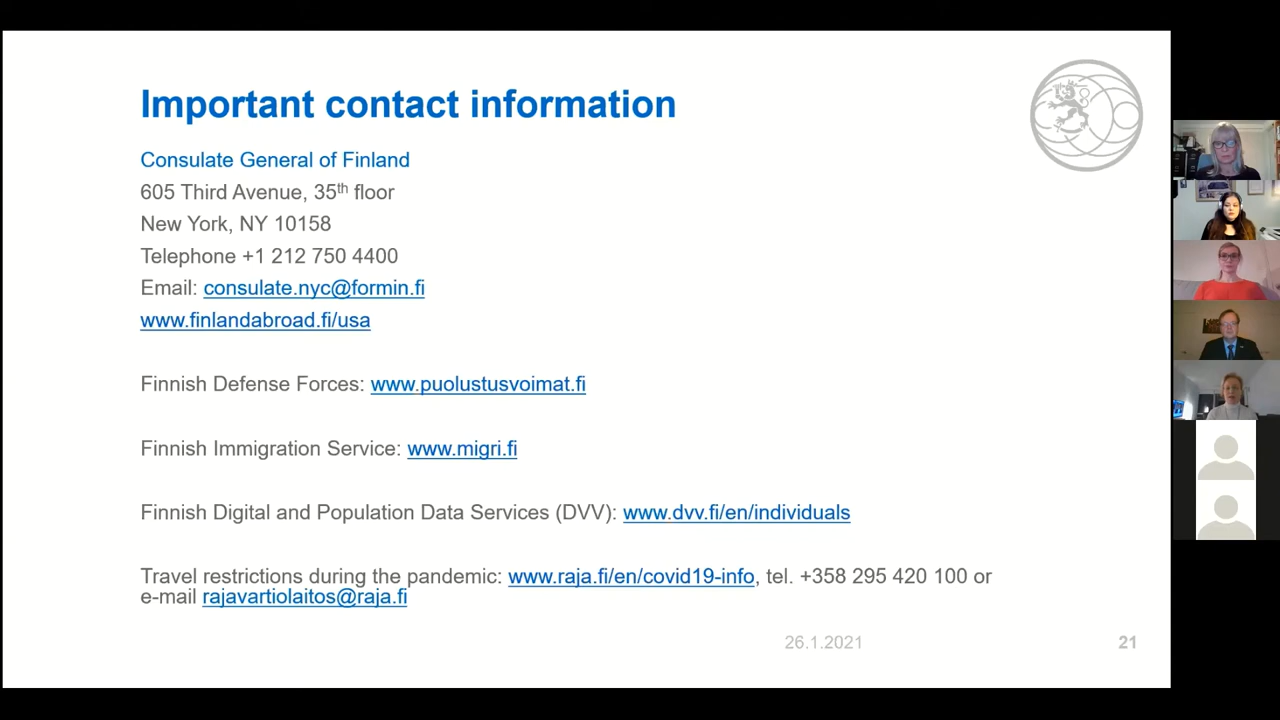 Important contact information
Consulate General of Finland
605 Third Avenue, 35th floor
New York, NY 10158
Telephone +1 212 750 4400
Email: consulate.nyc@formin.fi
www.finlandabroad.fi/usa
Finnish Defense Forces: www.puolustusvoimat.fi
Finnish Immigration Service: www.migri.fi
Finnish Digital and Population Data Services (DVV): www.dvv.fi/en/individuals
Travel restrictions during the pandemic: www.raja.fi/en/covid19-info, tel. +358 295 420 100 or
e-mail rajavartiolaitos@raja.fi
26.1.2021
21